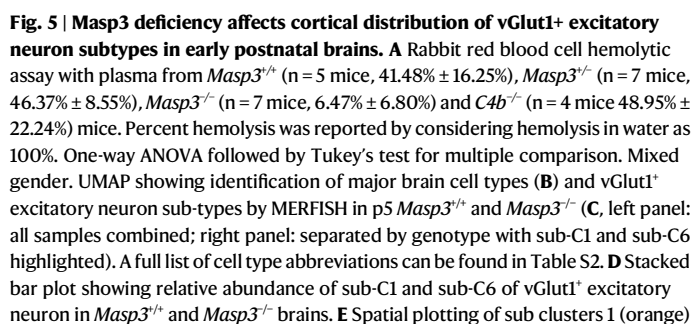 Fig. 5 | Masp3 deficiency affects cortical distribution of vGlut1+ excitatory
neuron subtypes in early postnatal brains. A Rabbit red blood cell hemolytic
assay with plasma from Masp3+/+ (n = 5 mice, 41.48% ± 16.25%), Masp3+/− (n = 7 mice,
46.37% ± 8.55%), Masp3−/− (n = 7 mice, 6.47% ± 6.80%) and C4b−/− (n = 4 mice 48.95% ±
22.24%) mice. Percent hemolysis was reported by considering hemolysis in water as
100%. One-way ANOVA followed by Tukey's test for multiple comparison. Mixed
gender. UMAP showing identification of major brain cell types (B) and vGlut1+
excitatory neuron sub-types by MERFISH in p5 Masp3+/+ and Masp3−/− (C, left panel:
all samples combined; right panel: separated by genotype with sub-C1 and sub-C6
highlighted). A full list of cell type abbreviations can be found in Table S2. D Stacked
bar plot showing relative abundance of sub-C1 and sub-C6 of vGlut1+ excitatory
neuron in Masp3+/+ and Masp3−/− brains. E Spatial plotting of sub clusters 1 (orange)